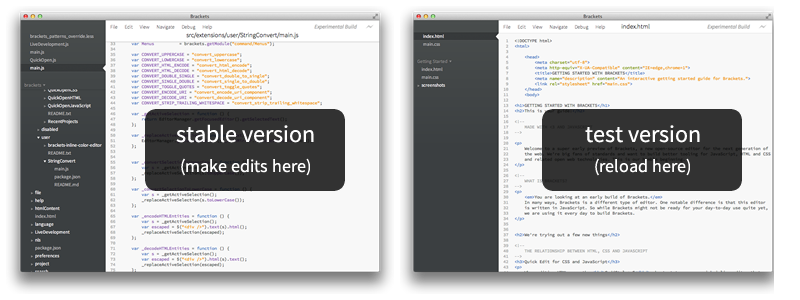 Brackets
File Edit View Navigate Debug Help Experimental Build
src/extensions/user/StringConvert/main.js
brackets_patterns_override.less
LiveDevelopment.js
main.js
QuickOpen.js
main.js
Brackets
QuickOpenCSS
QuickOpenHTML
QuickOpenJavaScript
README.txt
RecentProjects
disabled
user
brackets-inline-color-editor
README.txt
StringConvert
main.js
package.json
README.md
file
help
htmlContent
index.html
language
LiveDevelopment
nls
package.json
preferences
project
search
var Menus = brackets.getModule("command/Menus");
var CONVERT_UPPERCASE = "convert_uppercase";
var CONVERT_LOWERCASE = "convert_lowercase";
var CONVERT_HTML_ENCODE = "convert_html_encode";
var CONVERT_HTML_DECODE = "convert_html_decode";
var CONVERT_DOUBLE_SINGLE = "convert_double_to_single";
var CONVERT_SINGLE_DOUBLE = "convert_single_to_double";
var CONVERT_TOGGLE_QUOTES = "convert_toggle_quotes";
var CONVERT_ENCODE_URI = "convert_encode_uri_component";
var CONVERT_DECODE_URI = "convert_decode_uri_component";
var CONVERT_STRIP_TRAILING_WHITESPACE = "convert_strip_trailing_whitespace";
stable version
(make edits here)
var s = _getActiveSelection();
_replaceActiveSelection(s.toLowerCase());
};
var _encodeHTMLEntities = function () {
var s = _getActiveSelection();
var escaped = $("<div />").text(s).html();
_replaceActiveSelection(escaped);
};
var _decodeHTMLEntities = function () {
var s = _getActiveSelection();
var escaped = $("<div />").html(s).text();
_replaceActiveSelection(escaped);
Brackets
File Edit View Navigate Debug Help index.html Experimental Build
index.html
main.css
Getting Started
index.html
main.css
screenshots
<!DOCTYPE html>
<html>
<head>
<meta charset="utf-8">
<meta http-equiv="X-UA-Compatible" content="IE=edge,chrome=1">
<title>GETTING STARTED WITH BRACKETS</title>
<meta name="description" content="An interactive getting started guide for Brackets.">
<link rel="stylesheet" href="main.css">
</head>
<body>
<h1>GETTING STARTED WITH BRACKETS</h1>
test version
(reload here)
<p>
<em>You are looking at an early build of Brackets.</em>
In many ways, Brackets is a different type of editor. One notable difference is that this editor
is written in JavaScript. So while Brackets might not be ready for your day-to-day use quite yet,
we are using it every day to build Brackets.
</p>
<h2>We're trying out a few new things</h2>
<!--
THE RELATIONSHIP BETWEEN HTML, CSS AND JAVASCRIPT
-->
<h3>Quick Edit for CSS and JavaScript</h3>
<p>